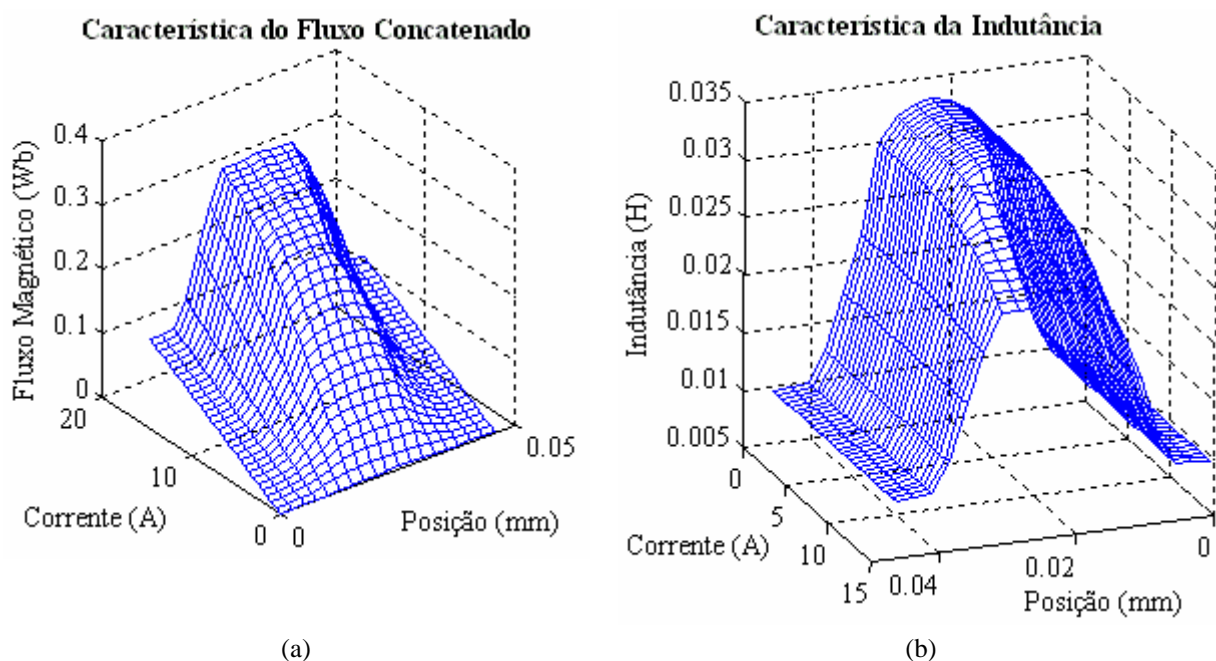 Característica do Fluxo Concatenado
Fluxo Magnético (Wb)
0.4
0.3
0.2
0.1
0
20
10
0
Corrente (A)
0
0.05
Posição (mm)
(a)
Característica da Indutância
Indutância (H)
0.035
0.03
0.025
0.02
0.015
0.01
0.005
0
5
10
15
Corrente (A)
0.04
0.02
0
Posição (mm)
(b)